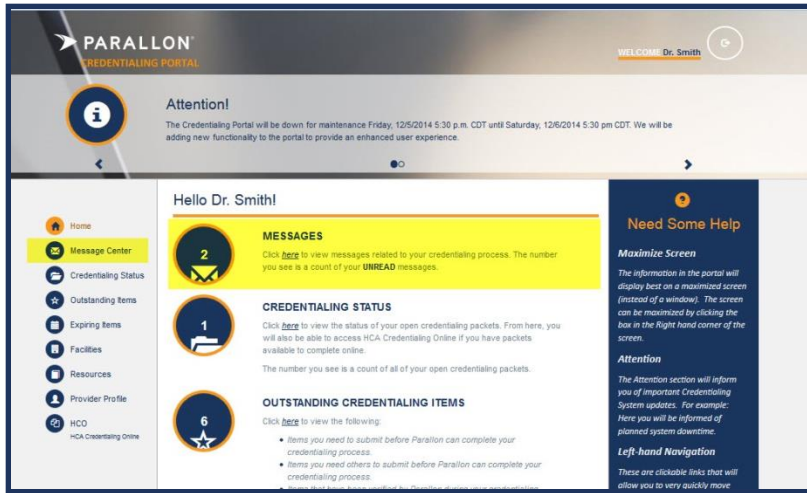 PARALLON
CREDENTIALING PORTAL
WELCOME Dr. Smith
Attention!
The Credentialing Portal will be down for maintenance Friday, 12/5/2014 5:30 p.m. CDT until Saturday, 12/6/2014 5:30 pm CDT. We will be
adding new functionality to the portal to provide an enhanced user experience.
Home
Message Center
Credentialing Status
Outstanding Items
Expiring Items
Facilities
Resources
Provider Profile
HCO
HCA Credentialing Online
Hello Dr. Smith!
2
MESSAGES
Click here to view messages related to your credentialing process. The number
you see is a count of your UNREAD messages.
1
CREDENTIALING STATUS
Click here to view the status of your open credentialing packets. From here, you
will also be able to access HCA Credentialing Online if you have packets
available to complete online.
The number you see is a count of all of your open credentialing packets.
6
OUTSTANDING CREDENTIALING ITEMS
Click here to view the following:
Items you need to submit before Parallon can complete your
credentialing process.
Items you need others to submit before Parallon can complete your
credentialing process.
Items that have been verified by Parallon during your credentialing
Need Some Help
Maximize Screen
The information in the portal will
display best on a maximized screen
(instead of a window). The screen
can be maximized by clicking the
box in the Right hand corner of the
screen.
Attention
The Attention section will inform
you of important Credentialing
System updates. For example:
Here you will be informed of
planned system downtime.
Left-hand Navigation
These are clickable links that will
allow you to very quickly move